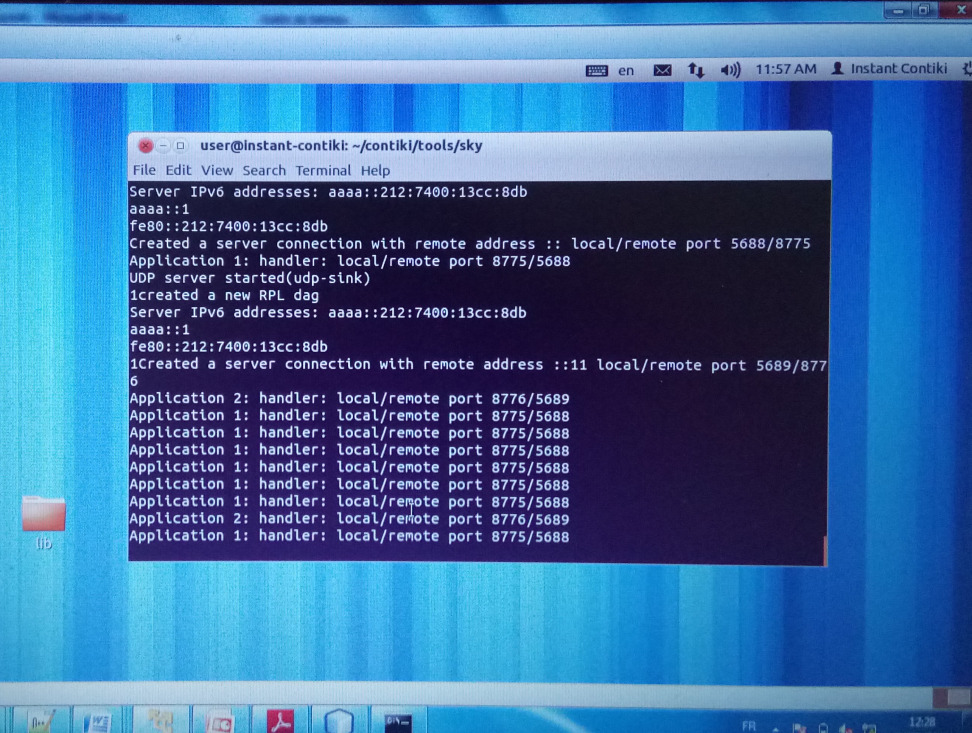 en
11:57 AM
Instant Contiki
user@instant-contiki: ~/contiki/tools/sky
File Edit View Search Terminal Help
Server IPv6 addresses: aaaa::212:7400:13cc:8db
aaaa::1
fe80::212:7400:13cc:8db
Created a server connection with remote address :: local/remote port 5688/8775
Application 1: handler: local/remote port 8775/5688
UDP server started(udp-sink)
1created a new RPL dag
Server IPv6 addresses: aaaa::212:7400:13cc:8db
aaaa::1
fe80::212:7400:13cc:8db
1Created a server connection with remote address ::11 local/remote port 5689/877
6
Application 2: handler: local/remote port 8776/5689
Application 1: handler: local/remote port 8775/5688
Application 1: handler: local/remote port 8775/5688
Application 1: handler: local/remote port 8775/5688
Application 1: handler: local/remote port 8775/5688
Application 1: handler: local/remote port 8775/5688
Application 1: handler: local/remote port 8775/5688
Application 2: handler: local/remote port 8776/5689
Application 1: handler: local/remote port 8775/5688
FR
12:28